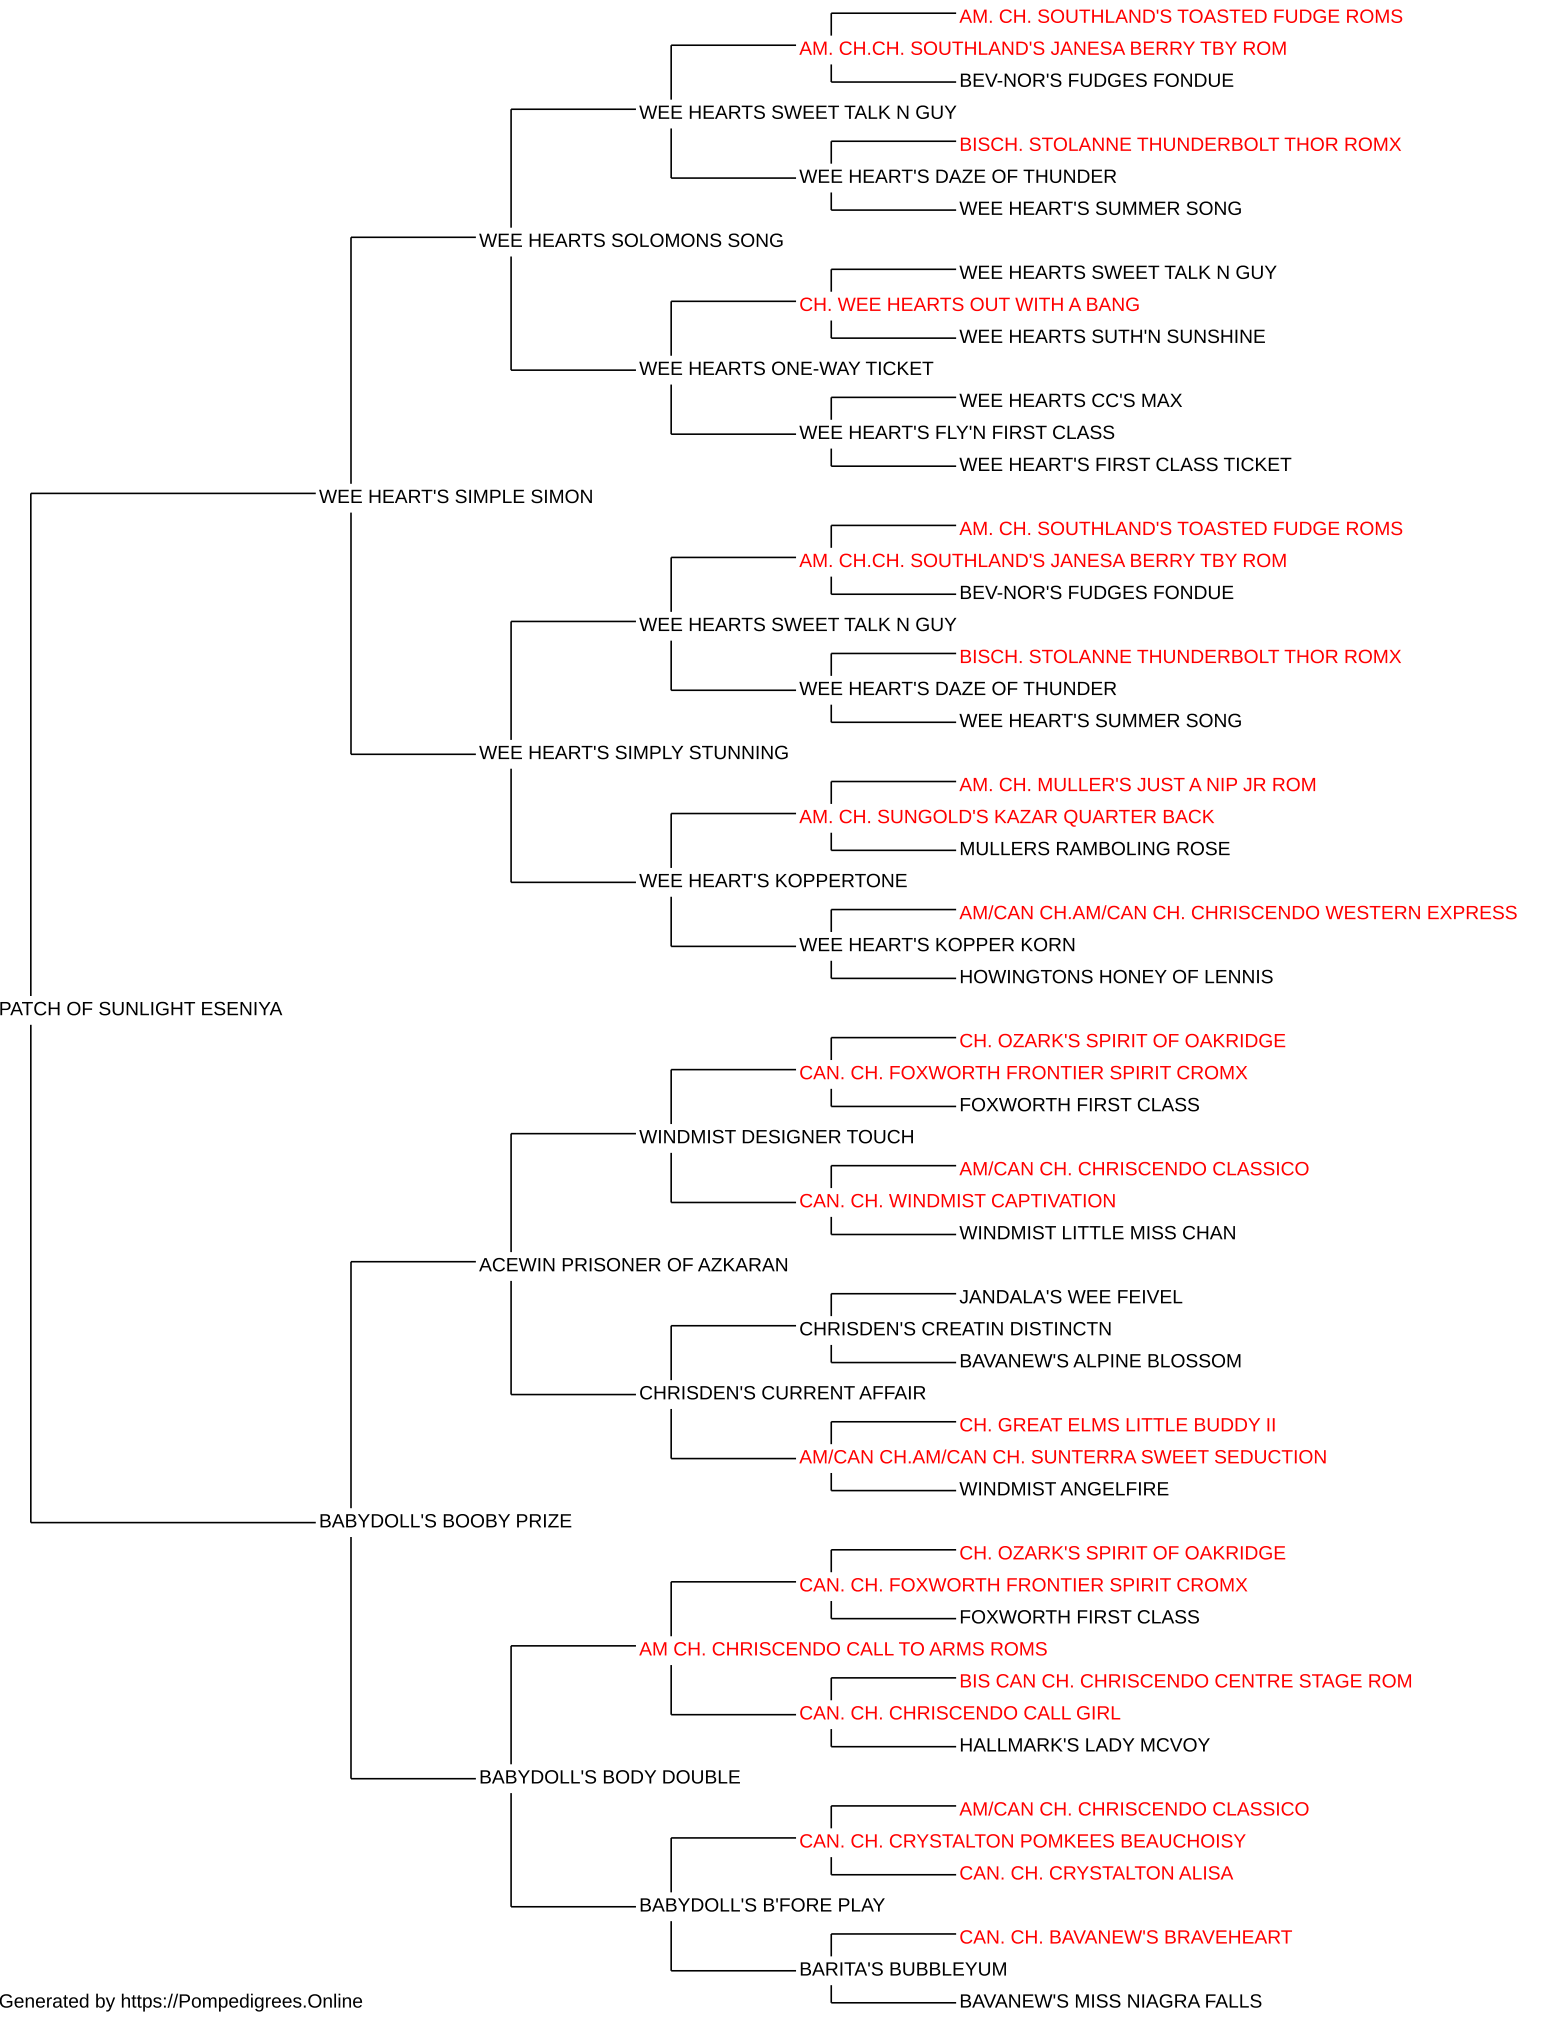 AM. CH. SOUTHLAND'S TOASTED FUDGE ROMS
AM. CH.CH. SOUTHLAND'S JANESA BERRY TBY ROM
BEV-NOR'S FUDGES FONDUE
WEE HEARTS SWEET TALK N GUY
BISCH. STOLANNE THUNDERBOLT THOR ROMX
WEE HEART'S DAZE OF THUNDER
WEE HEART'S SUMMER SONG
WEE HEARTS SOLOMONS SONG
WEE HEARTS SWEET TALK N GUY
CH. WEE HEARTS OUT WITH A BANG
WEE HEARTS SUTH'N SUNSHINE
WEE HEARTS ONE-WAY TICKET
WEE HEARTS CC'S MAX
WEE HEART'S FLY'N FIRST CLASS
WEE HEART'S FIRST CLASS TICKET
WEE HEART'S SIMPLE SIMON
AM. CH. SOUTHLAND'S TOASTED FUDGE ROMS
AM. CH.CH. SOUTHLAND'S JANESA BERRY TBY ROM
BEV-NOR'S FUDGES FONDUE
WEE HEARTS SWEET TALK N GUY
BISCH. STOLANNE THUNDERBOLT THOR ROMX
WEE HEART'S DAZE OF THUNDER
WEE HEART'S SUMMER SONG
WEE HEART'S SIMPLY STUNNING
AM. CH. MULLER'S JUST A NIP JR ROM
AM. CH. SUNGOLD'S KAZAR QUARTER BACK
MULLERS RAMBOLING ROSE
WEE HEART'S KOPPERTONE
AM/CAN CH.AM/CAN CH. CHRISCENDO WESTERN EXPRESS
WEE HEART'S KOPPER KORN
HOWINGTONS HONEY OF LENNIS
PATCH OF SUNLIGHT ESENIYA
CH. OZARK'S SPIRIT OF OAKRIDGE
CAN. CH. FOXWORTH FRONTIER SPIRIT CROMX
FOXWORTH FIRST CLASS
WINDMIST DESIGNER TOUCH
AM/CAN CH. CHRISCENDO CLASSICO
CAN. CH. WINDMIST CAPTIVATION
WINDMIST LITTLE MISS CHAN
ACEWIN PRISONER OF AZKARAN
JANDALA'S WEE FEIVEL
CHRISDEN'S CREATIN DISTINCTN
BAVANEW'S ALPINE BLOSSOM
CHRISDEN'S CURRENT AFFAIR
CH. GREAT ELMS LITTLE BUDDY II
AM/CAN CH.AM/CAN CH. SUNTERRA SWEET SEDUCTION
WINDMIST ANGELFIRE
BABYDOLL'S BOOBY PRIZE
CH. OZARK'S SPIRIT OF OAKRIDGE
CAN. CH. FOXWORTH FRONTIER SPIRIT CROMX
FOXWORTH FIRST CLASS
AM CH. CHRISCENDO CALL TO ARMS ROMS
BIS CAN CH. CHRISCENDO CENTRE STAGE ROM
CAN. CH. CHRISCENDO CALL GIRL
HALLMARK'S LADY MCVOY
BABYDOLL'S BODY DOUBLE
AM/CAN CH. CHRISCENDO CLASSICO
CAN. CH. CRYSTALTON POMKEES BEAUCHOISY
CAN. CH. CRYSTALTON ALISA
BABYDOLL'S B'FORE PLAY
CAN. CH. BAVANEW'S BRAVEHEART
BARITA'S BUBBLEYUM
BAVANEW'S MISS NIAGRA FALLS
Generated by https://Pompedigrees.Online